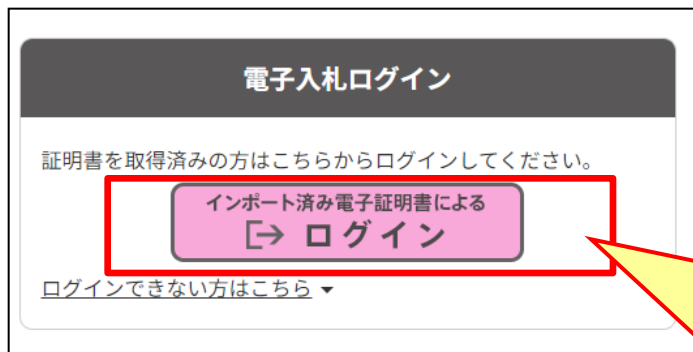 電子入札ログイン
証明書を取得済みの方はこちらからログインしてください。
インポート済み電子証明書による
ログイン
ログインできない方はこちら